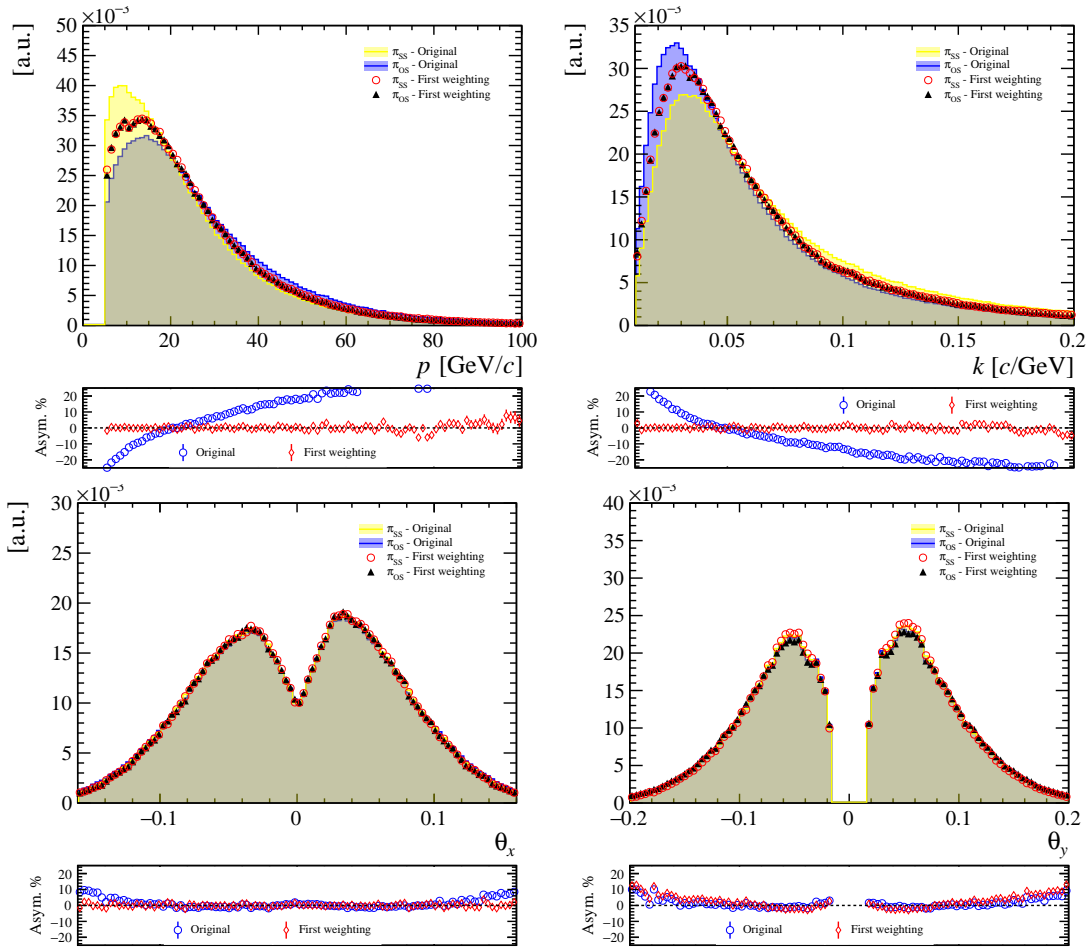 ×10⁻³
[a.u.]
50
45
40
35
30
25
20
15
10
5
0
π_SS - Original
π_OS - Original
π_SS - First weighting
π_OS - First weighting
0 20 40 60 80 100
p [GeV/c]
×10⁻³
[a.u.]
35
30
25
20
15
10
5
0
π_SS - Original
π_OS - Original
π_SS - First weighting
π_OS - First weighting
0.05 0.1 0.15 0.2
k [c/GeV]
Asym. %
20
10
0
−10
−20
Original First weighting
Asym. %
20
10
0
−10
−20
Original First weighting
×10⁻³
[a.u.]
30
25
20
15
10
5
0
π_SS - Original
π_OS - Original
π_SS - First weighting
π_OS - First weighting
−0.1 0 0.1
θ_x
×10⁻³
40
35
30
25
20
15
10
5
0
π_SS - Original
π_OS - Original
π_SS - First weighting
π_OS - First weighting
−0.2 −0.1 0 0.1 0.2
θ_y
Asym. %
20
10
0
−10
−20
Original First weighting
Asym. %
20
10
0
−10
−20
Original First weighting